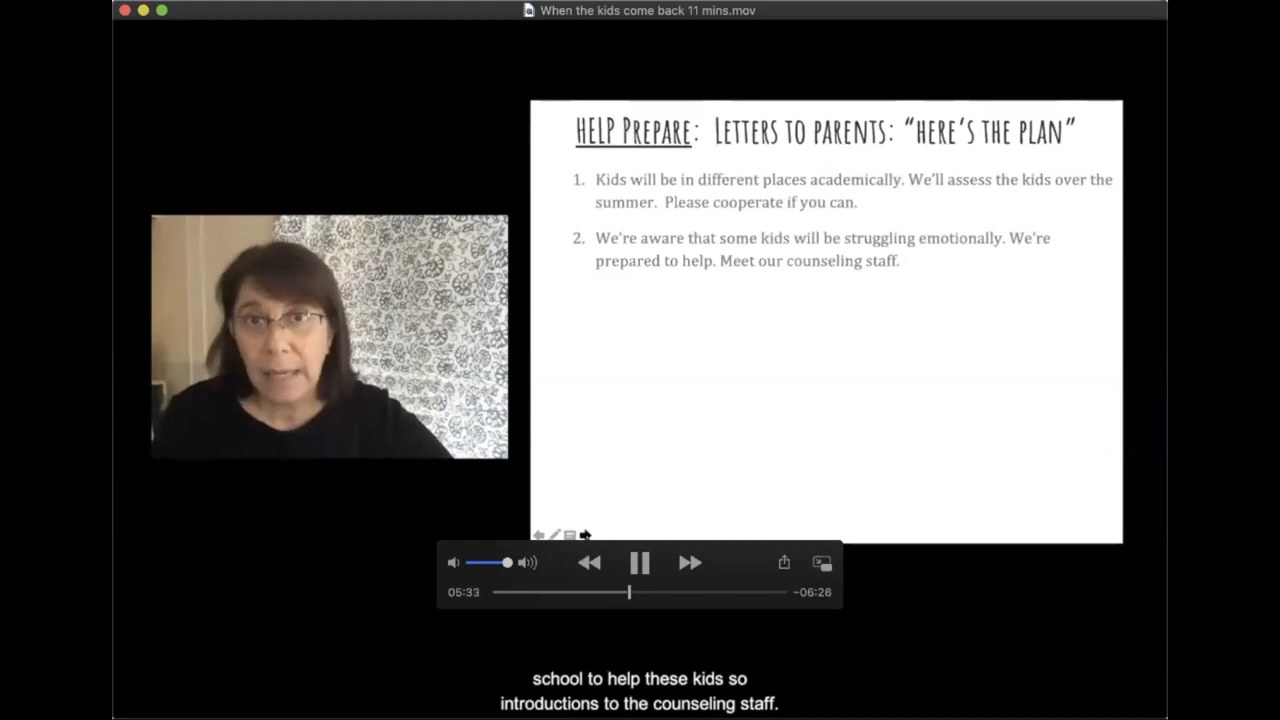 When the kids come back 11 mins.mov
HELP PREPARE: LETTERS TO PARENTS: "HERE'S THE PLAN"
1. Kids will be in different places academically. We'll assess the kids over the
summer. Please cooperate if you can.
2. We're aware that some kids will be struggling emotionally. We're
prepared to help. Meet our counseling staff.
05:33
-06:28
school to help these kids so
introductions to the counseling staff.